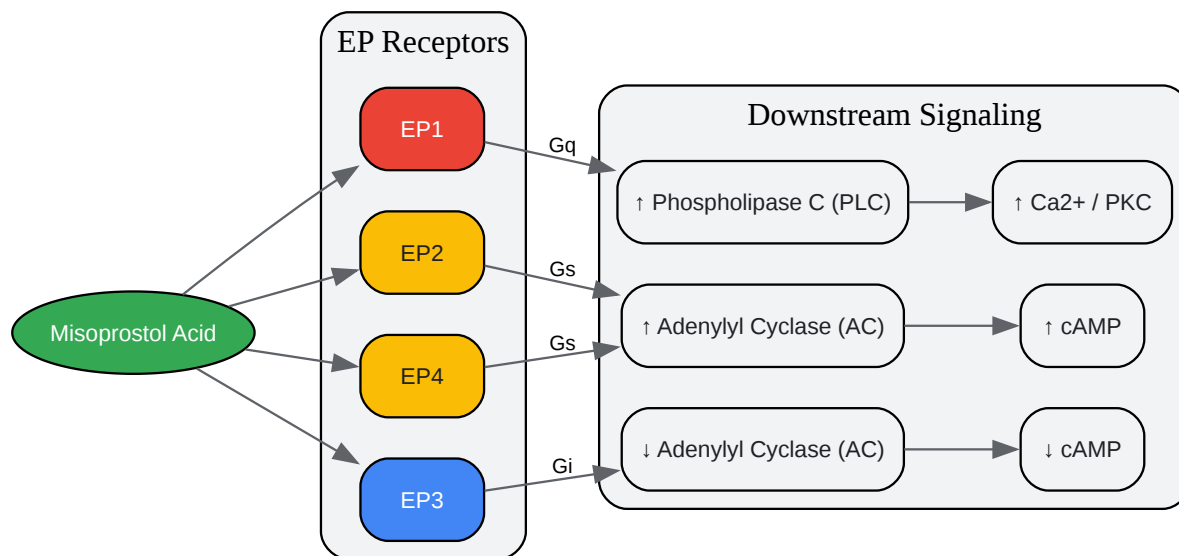 EP Receptors
Downstream Signaling
EP1
Gq
↑ Phospholipase C (PLC)
↑ Ca2+ / PKC
EP2
Gs
↑ Adenylyl Cyclase (AC)
↑ cAMP
Misoprostol Acid
Gs
EP4
↓ Adenylyl Cyclase (AC)
↓ cAMP
Gi
EP3